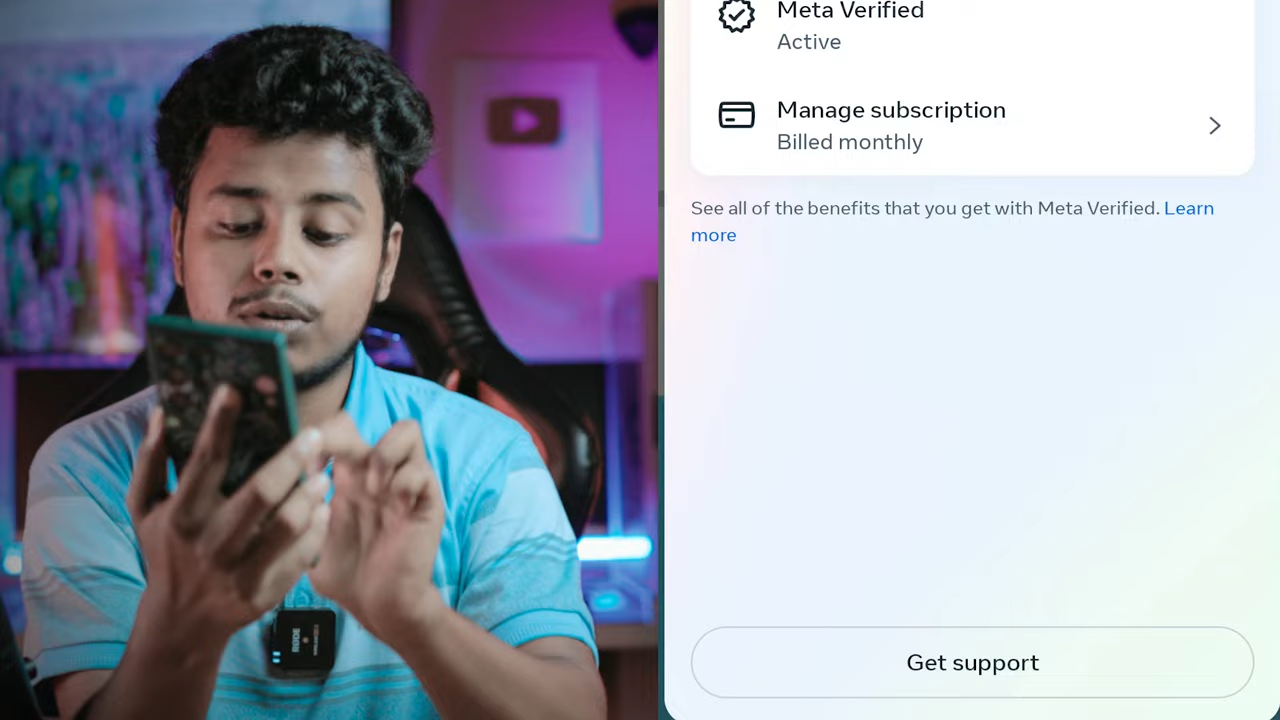 Meta Verified
Active
Manage subscription
Billed monthly
See all of the benefits that you get with Meta Verified. Learn
more
Get support
RØDE